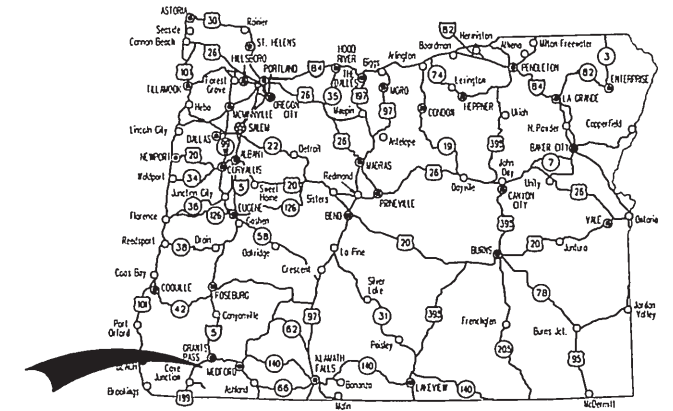 ASTORIA
30
Rainier
Seaside
Cannon Beach
ST. HELENS
26
HILLSBORO
PORTLAND
101
Forest
Grove
TILLAMOOK
OREGON
CITY
Hebo
McMINNVILLE
SALEM
Lincoln City
DALLAS
99
22
Detroit
NEWPORT
20
ALBANY
CORVALLIS
Waldport
34
Junction City
5
Sweet
Home
20
36
126
EUGENE
126
Florence
Goshen
Sisters
Redmond
Reedsport
38
Drain
58
Oakridge
Coos Bay
COQUILLE
Crescent
101
42
ROSEBURG
Canyonville
Port
Orford
5
GRANTS
PASS
62
97
BEACH
Cave
Junction
MEDFORD
140
KLAMATH
FALLS
140
Brookings
199
Ashland
66
Bonanza
Malin
84
HOOD
RIVER
THE
DALLES
Biggs
Arlington
35
197
MORO
26
97
Maupin
Antelope
26
MADRAS
PRINEVILLE
BEND
La Pine
Silver
Lake
31
Paisley
395
LAKEVIEW
140
82
Boardman
Hermiston
Athena
Milton Freewater
PENDLETON
74
Lexington
HEPPNER
CONDON
Ukiah
395
19
26
Dayville
John
Day
CANYON
CITY
395
20
BURNS
20
Juntura
Frenchglen
205
3
82
ENTERPRISE
84
LA GRANDE
N. Powder
Copperfield
BAKER CITY
7
Unity
26
VALE
Ontario
78
Burns Jct.
Jordan
Valley
95
McDermitt